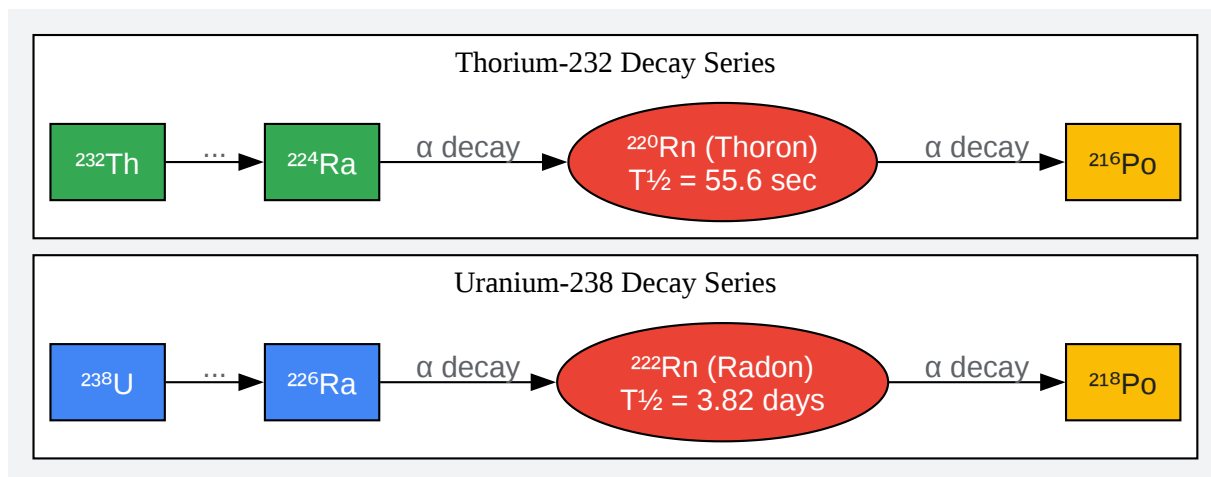 Thorium-232 Decay Series
²³²Th
...
²²⁴Ra
α decay
²²⁰Rn (Thoron)
T½ = 55.6 sec
α decay
²¹⁶Po
Uranium-238 Decay Series
²³⁸U
...
²²⁶Ra
α decay
²²²Rn (Radon)
T½ = 3.82 days
α decay
²¹⁸Po